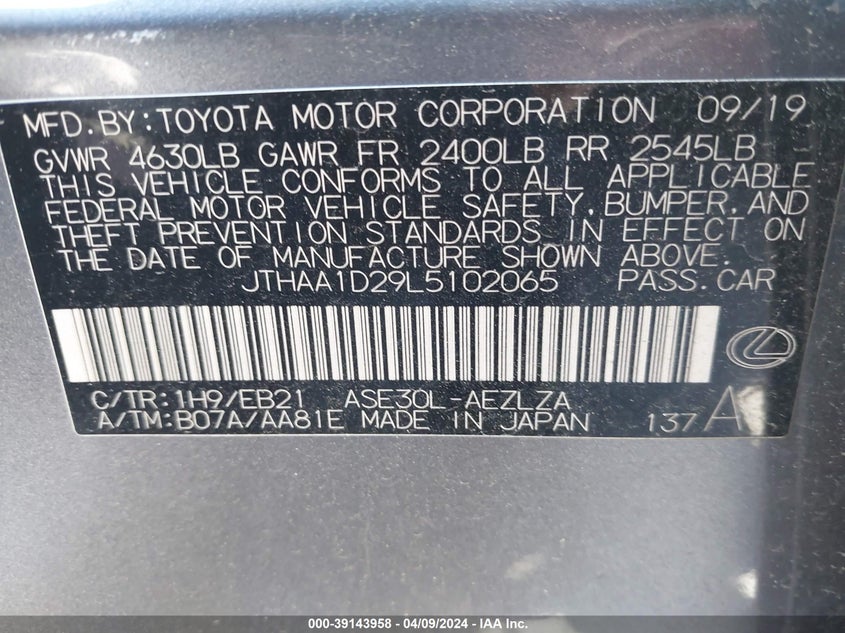 MFD.BY:TOYOTA MOTOR CORPORATION 09/19
GVWR 4630LB GAWR FR 2400LB RR 2545LB
THIS VEHICLE CONFORMS TO ALL APPLICABLE
FEDERAL MOTOR VEHICLE SAFETY, BUMPER, AND
THEFT PREVENTION STANDARDS IN EFFECT ON
THE DATE OF MANUFACTURE SHOWN ABOVE.
JTHAA1D29L5102065 PASS.CAR
C/TR:1H9/EB21 ASE30L-AEZLZA
A/TM:B07A/AA81E MADE IN JAPAN 137 A
000-39143958 - 04/09/2024 - IAA Inc.